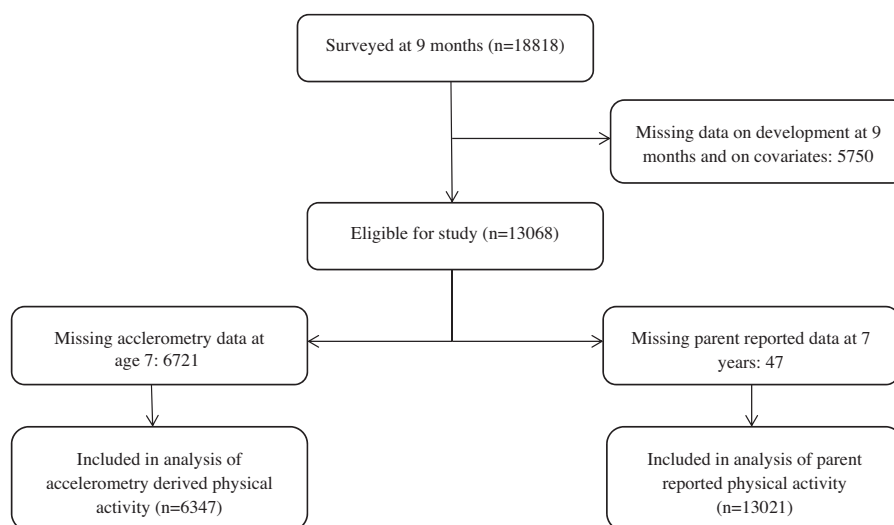 Surveyed at 9 months (n=18818)
Missing data on development at 9
months and on covariates: 5750
Eligible for study (n=13068)
Missing acclerometry data at
age 7: 6721
Missing parent reported data at 7
years: 47
Included in analysis of
accelerometry derived physical
activity (n=6347)
Included in analysis of parent
reported physical activity
(n=13021)